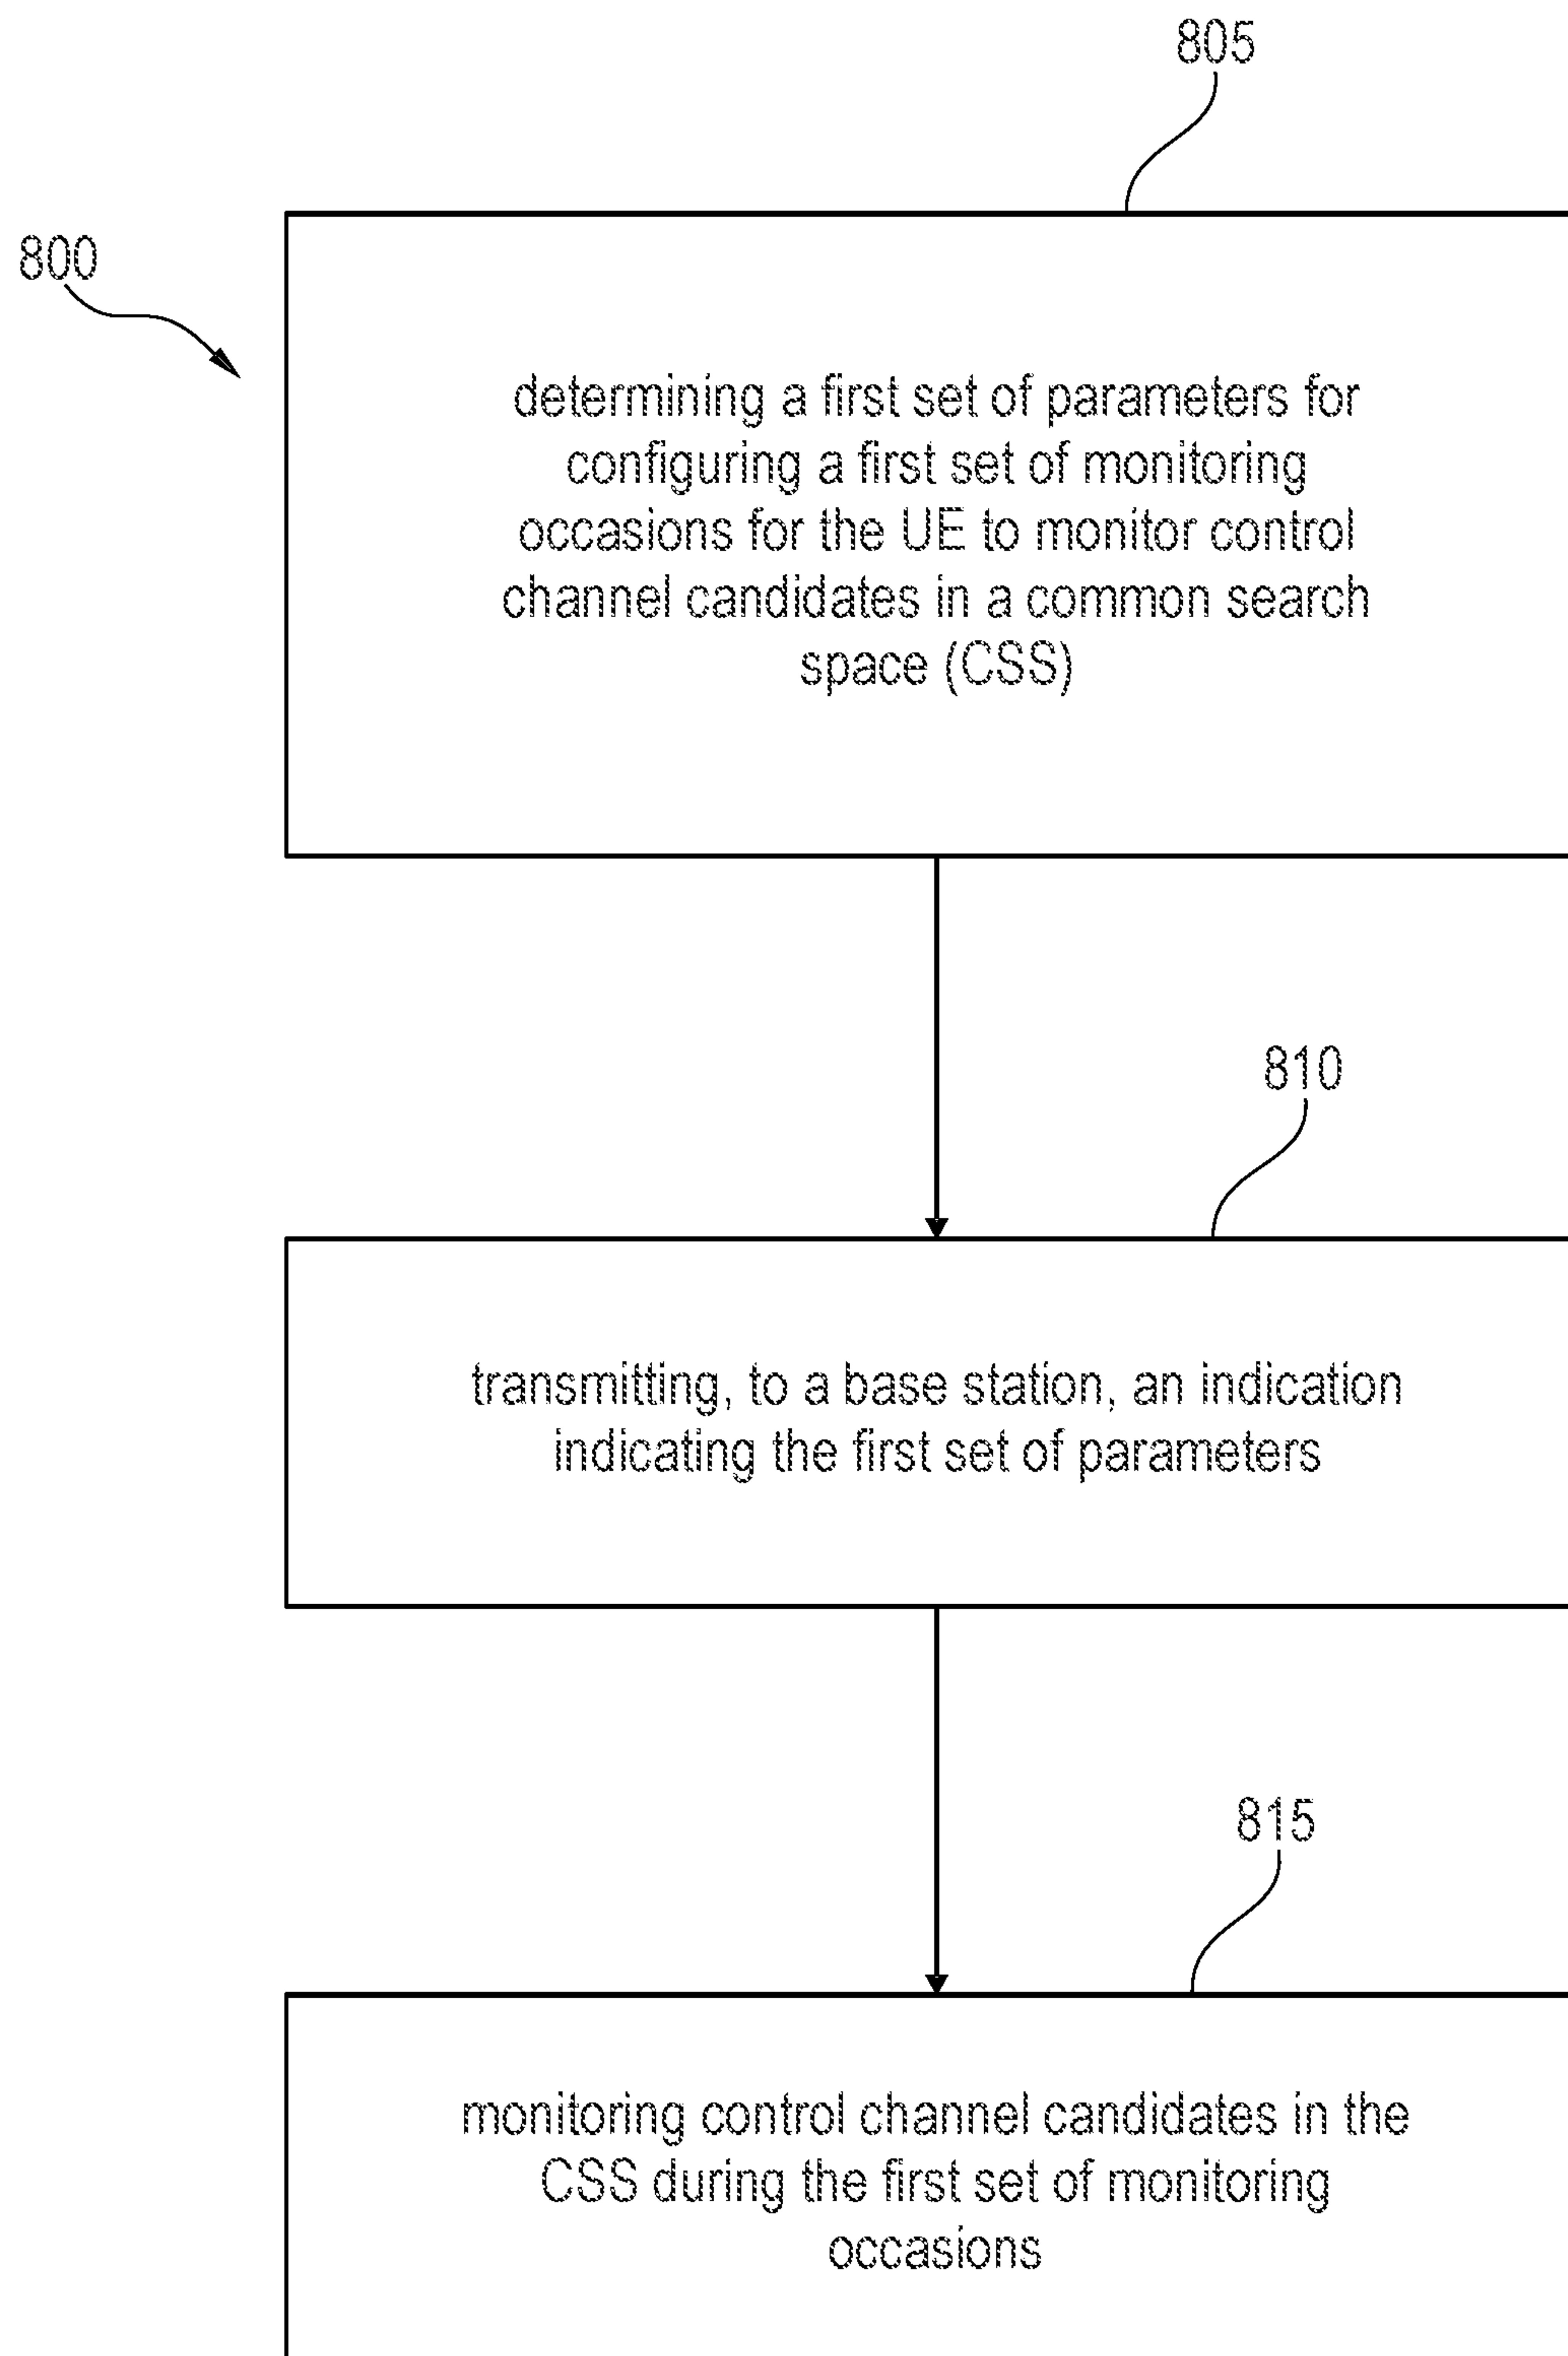 805
800
determining a first set of parameters for
configuring a first set of monitoring
occasions for the UE to monitor control
channel candidates in a common search
space (CSS)
810
transmitting, to a base station, an indication
indicating the first set of parameters
815
monitoring control channel candidates in the
CSS during the first set of monitoring
occasions